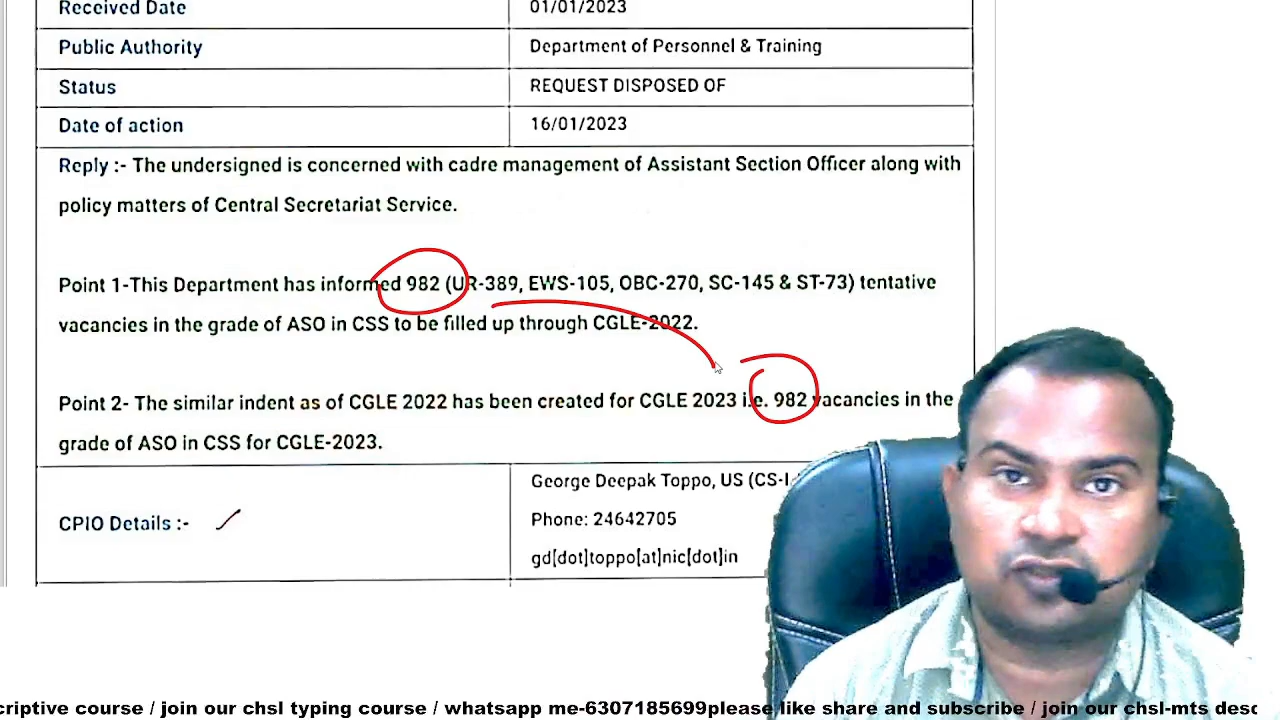 Received Date 01/01/2023
Public Authority Department of Personnel & Training
Status REQUEST DISPOSED OF
Date of action 16/01/2023
Reply :- The undersigned is concerned with cadre management of Assistant Section Officer along with
policy matters of Central Secretariat Service.
Point 1-This Department has informed 982 (UR-389, EWS-105, OBC-270, SC-145 & ST-73) tentative
vacancies in the grade of ASO in CSS to be filled up through CGLE-2022.
Point 2- The similar indent as of CGLE 2022 has been created for CGLE 2023 i.e. 982 vacancies in the
grade of ASO in CSS for CGLE-2023.
CPIO Details :-
George Deepak Toppo, US (CS-I
Phone: 24642705
gd[dot]toppo[at]nic[dot]in
criptive course / join our chsl typing course / whatsapp me-6307185699please like share and subscribe / join our chsl-mts desc